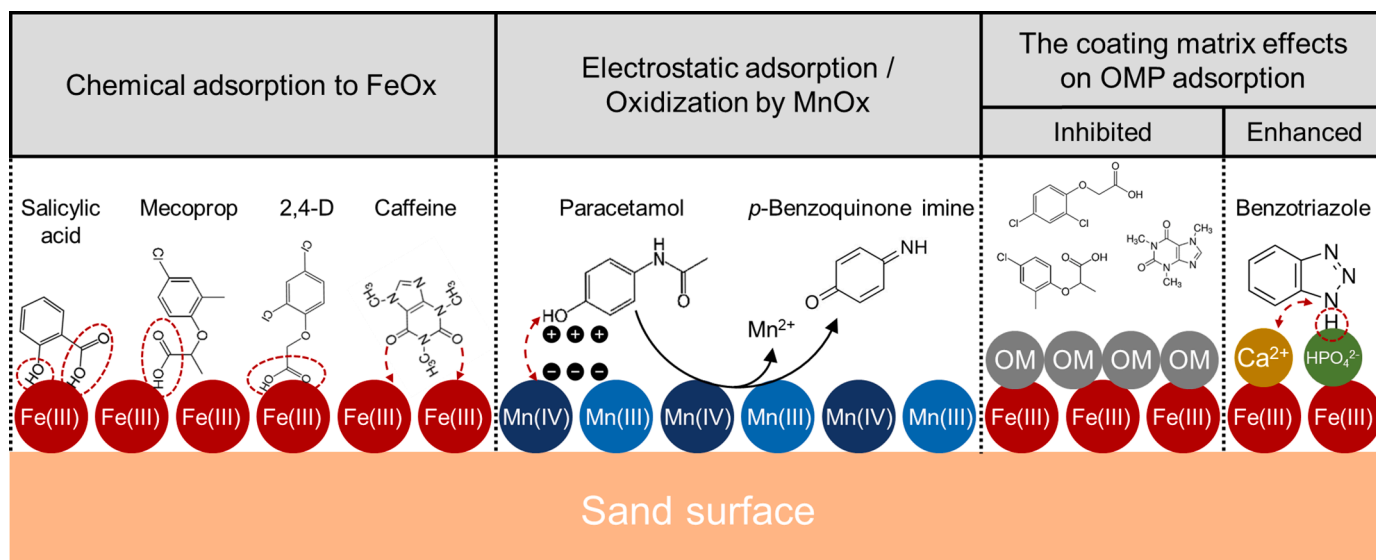 Chemical adsorption to FeOx
Electrostatic adsorption /
Oxidization by MnOx
The coating matrix effects
on OMP adsorption
Inhibited
Enhanced
Salicylic
acid
Mecoprop
2,4-D
Caffeine
Paracetamol
p-Benzoquinone imine
Benzotriazole
HO
HO
O
Cl
O
O
OH
Cl
Cl
O
HO
O
CH3
N
N
CH3
O
N
N
O
H3C
H
N
O
HO
NH
O
Mn2+
+ + +
− − −
Cl
Cl
O
O
OH
Cl
O
O
OH
H3C
O
N
CH3
N
O
N
N
CH3
N
N
N
H
OM OM OM OM
Ca2+
HPO42-
Fe(III) Fe(III) Fe(III) Fe(III) Fe(III) Fe(III)
Mn(IV) Mn(III) Mn(IV) Mn(III) Mn(IV) Mn(III)
Fe(III) Fe(III) Fe(III)
Fe(III) Fe(III)
Sand surface